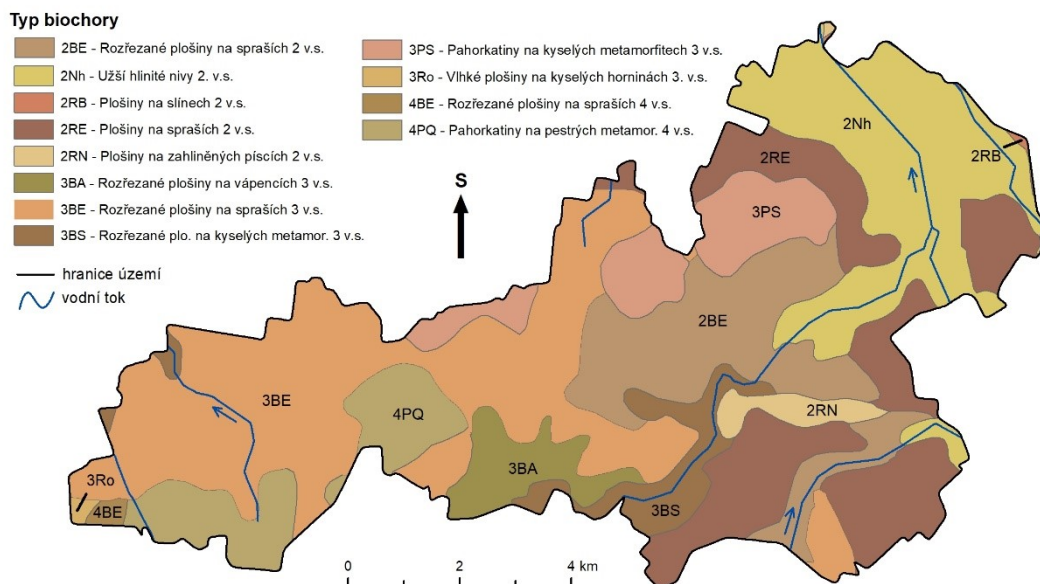 Typ biochory
2BE - Rozřezané plošiny na spraších 2 v.s.
2Nh - Užší hlinité nivy 2. v.s.
2RB - Plošiny na slínech 2 v.s.
2RE - Plošiny na spraších 2 v.s.
2RN - Plošiny na zahliněných píscích 2 v.s.
3BA - Rozřezané plošiny na vápencích 3 v.s.
3BE - Rozřezané plošiny na spraších 3 v.s.
3BS - Rozřezané plo. na kyselých metamor. 3 v.s.
hranice území
vodní tok
3PS - Pahorkatiny na kyselých metamorfitech 3 v.s.
3Ro - Vlhké plošiny na kyselých horninách 3. v.s.
4BE - Rozřezané plošiny na spraších 4 v.s.
4PQ - Pahorkatiny na pestrých metamor. 4 v.s.
S
2Nh
2RE
2RB
3PS
2BE
3BE
4PQ
2RN
3BA
3Ro
4BE
3BS
0 2 4 km